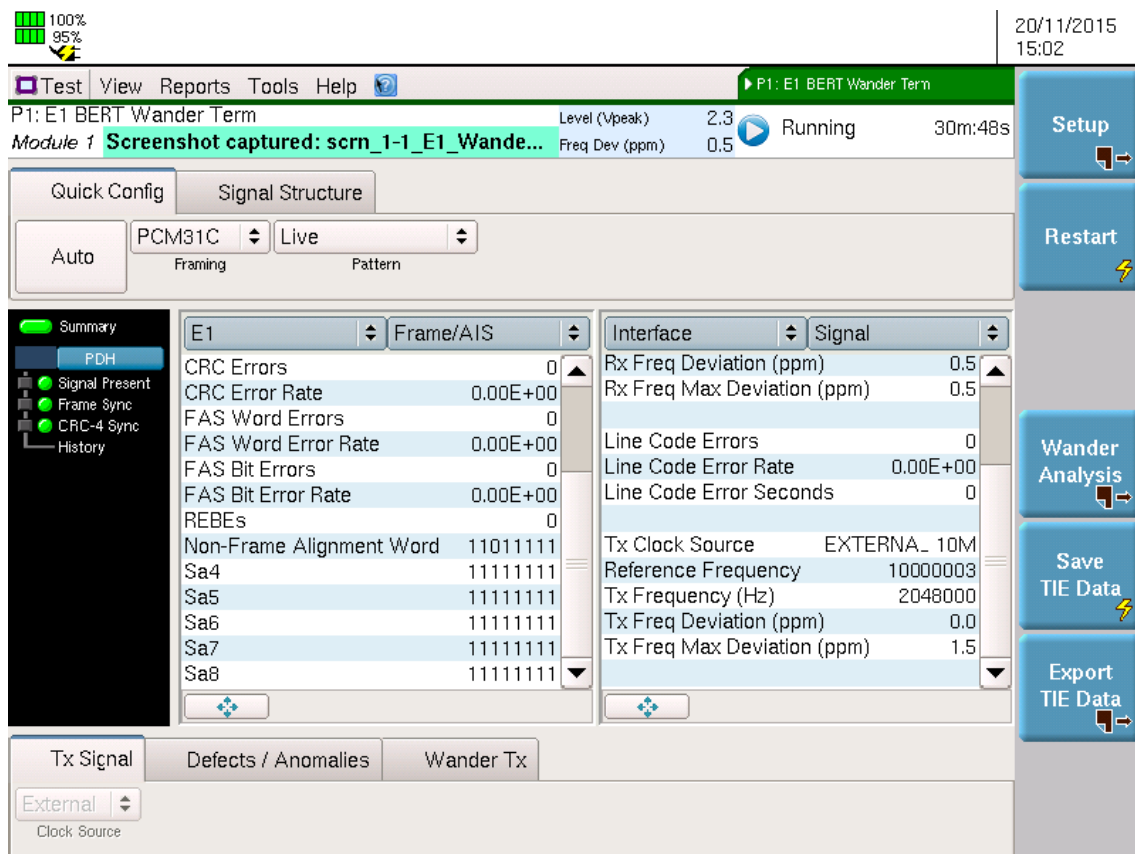 100%
95%
20/11/2015
15:02
Test View Reports Tools Help
P1: E1 BERT Wander Term
P1: E1 BERT Wander Term
Module 1 Screenshot captured: scrn_1-1_E1_Wande...
Level (Vpeak) 2.3
Freq Dev (ppm) 0.5
Running 30m:48s
Setup
Restart
Wander Analysis
Save TIE Data
Export TIE Data
Quick Config Signal Structure
Auto
PCM31C Live
Framing Pattern
Summary
PDH
Signal Present
Frame Sync
CRC-4 Sync
History
E1 Frame/AIS
CRC Errors 0
CRC Error Rate 0.00E+00
FAS Word Errors 0
FAS Word Error Rate 0.00E+00
FAS Bit Errors 0
FAS Bit Error Rate 0.00E+00
REBEs 0
Non-Frame Alignment Word 11011111
Sa4 11111111
Sa5 11111111
Sa6 11111111
Sa7 11111111
Sa8 11111111
Interface Signal
Rx Freq Deviation (ppm) 0.5
Rx Freq Max Deviation (ppm) 0.5
Line Code Errors 0
Line Code Error Rate 0.00E+00
Line Code Error Seconds 0
Tx Clock Source EXTERNA_ 10M
Reference Frequency 10000003
Tx Frequency (Hz) 2048000
Tx Freq Deviation (ppm) 0.0
Tx Freq Max Deviation (ppm) 1.5
Tx Signal Defects / Anomalies Wander Tx
External
Clock Source